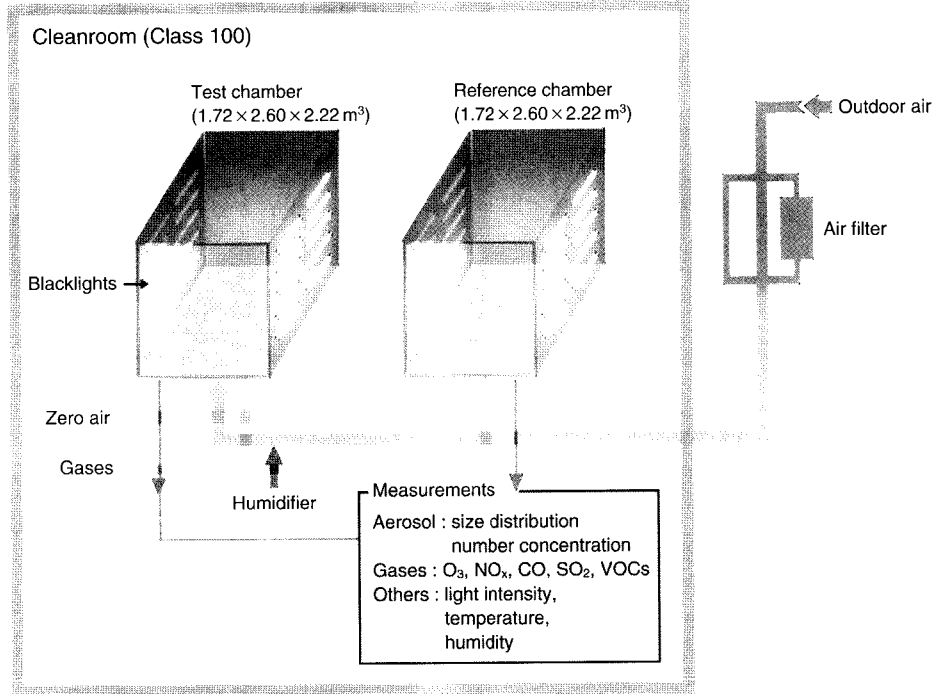 Cleanroom (Class 100)
Test chamber
(1.72 × 2.60 × 2.22 m³)
Reference chamber
(1.72 × 2.60 × 2.22 m³)
Outdoor air
Air filter
Blacklights
Zero air
Gases
Humidifier
Measurements
Aerosol : size distribution
number concentration
Gases : O₃, NOₓ, CO, SO₂, VOCs
Others : light intensity,
temperature,
humidity